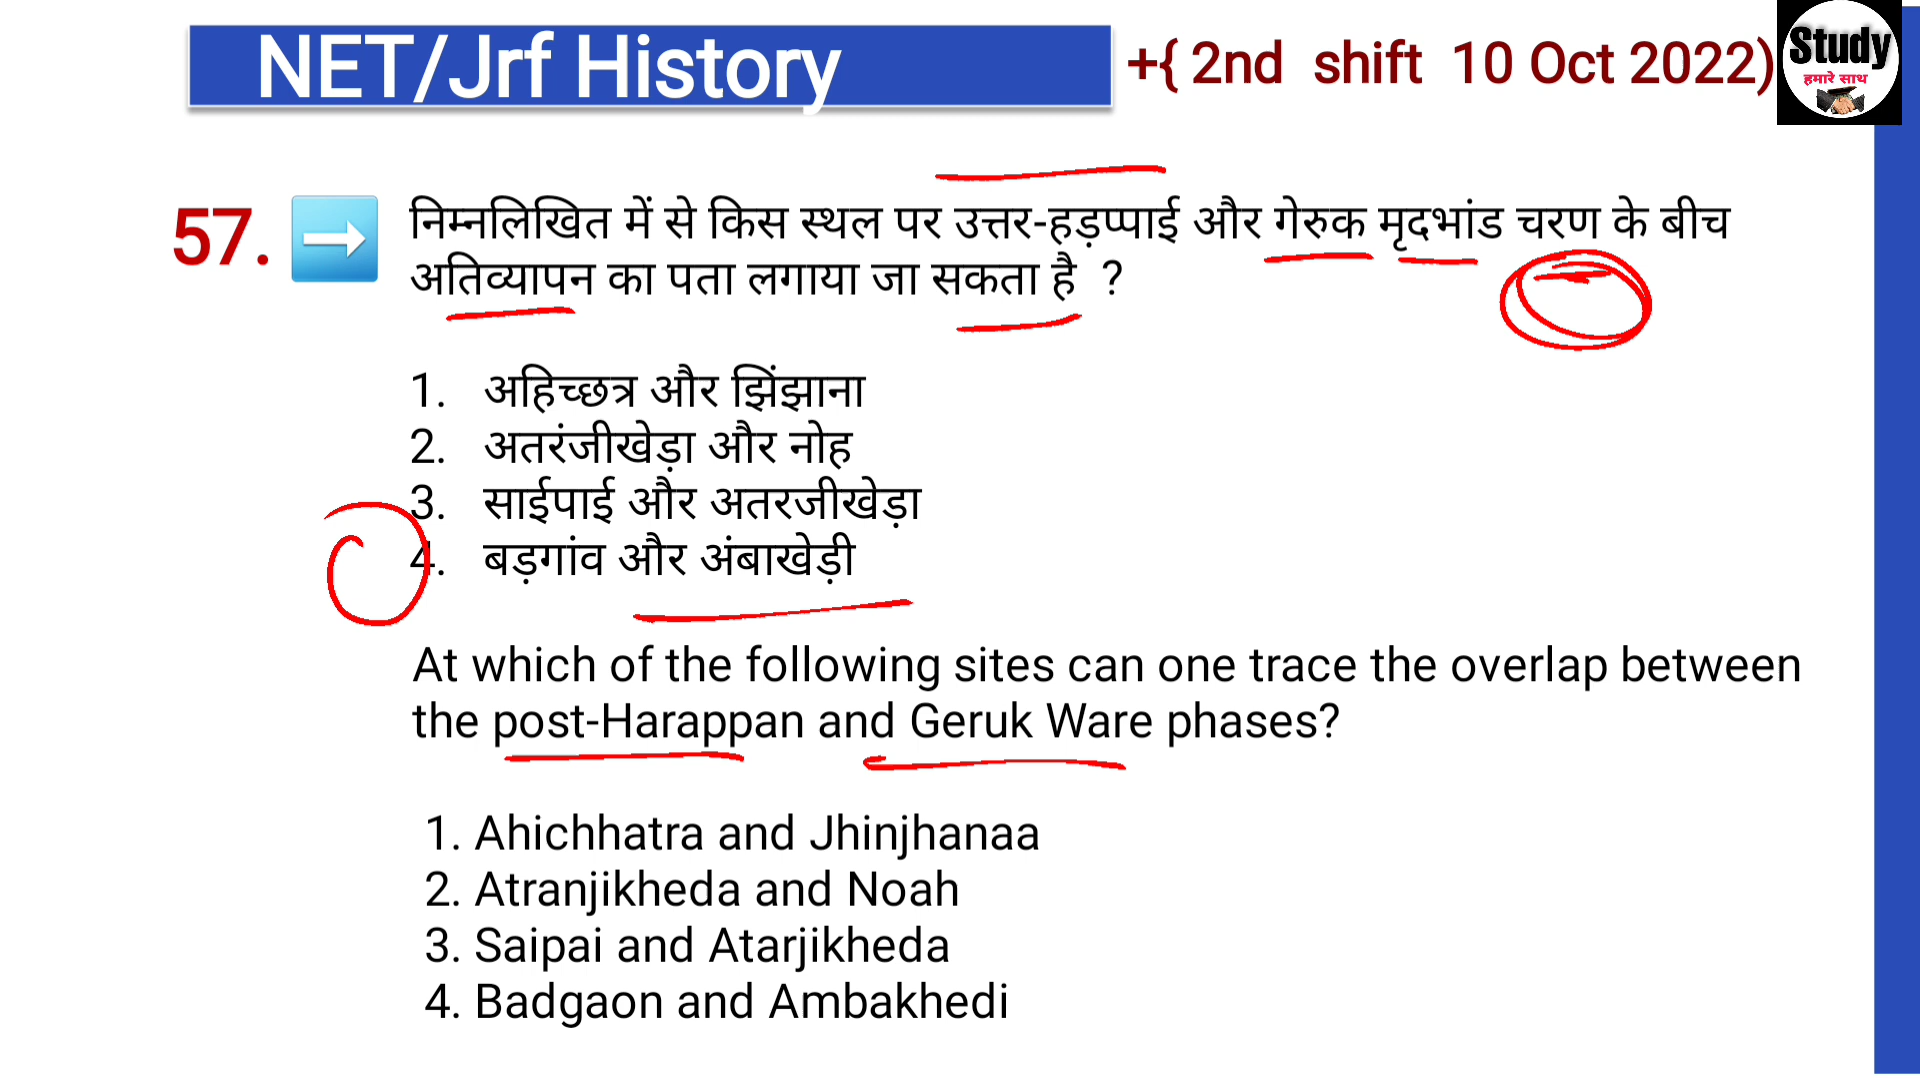 NET/Jrf History
+{ 2nd shift 10 Oct 2022)
Study
हमारे साथ
57. ➡ निम्नलिखित में से किस स्थल पर उत्तर-हड़प्पाई और गेरुक मृदभांड चरण के बीच
अतिव्यापन का पता लगाया जा सकता है ?
1. अहिच्छत्र और झिंझाना
2. अतरंजीखेड़ा और नोह
3. साईपाई और अतरजीखेड़ा
4. बड़गांव और अंबाखेड़ी
At which of the following sites can one trace the overlap between
the post-Harappan and Geruk Ware phases?
1. Ahichhatra and Jhinjhanaa
2. Atranjikheda and Noah
3. Saipai and Atarjikheda
4. Badgaon and Ambakhedi